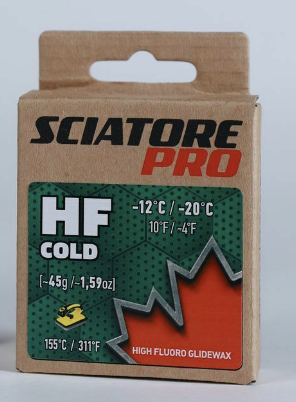 SCIATORE
PRO
HF
COLD
-12°C / -20°C
10°F / -4°F
[~45g /~1,59oz]
155°C / 311°F
HIGH FLUORO GLIDEWAX